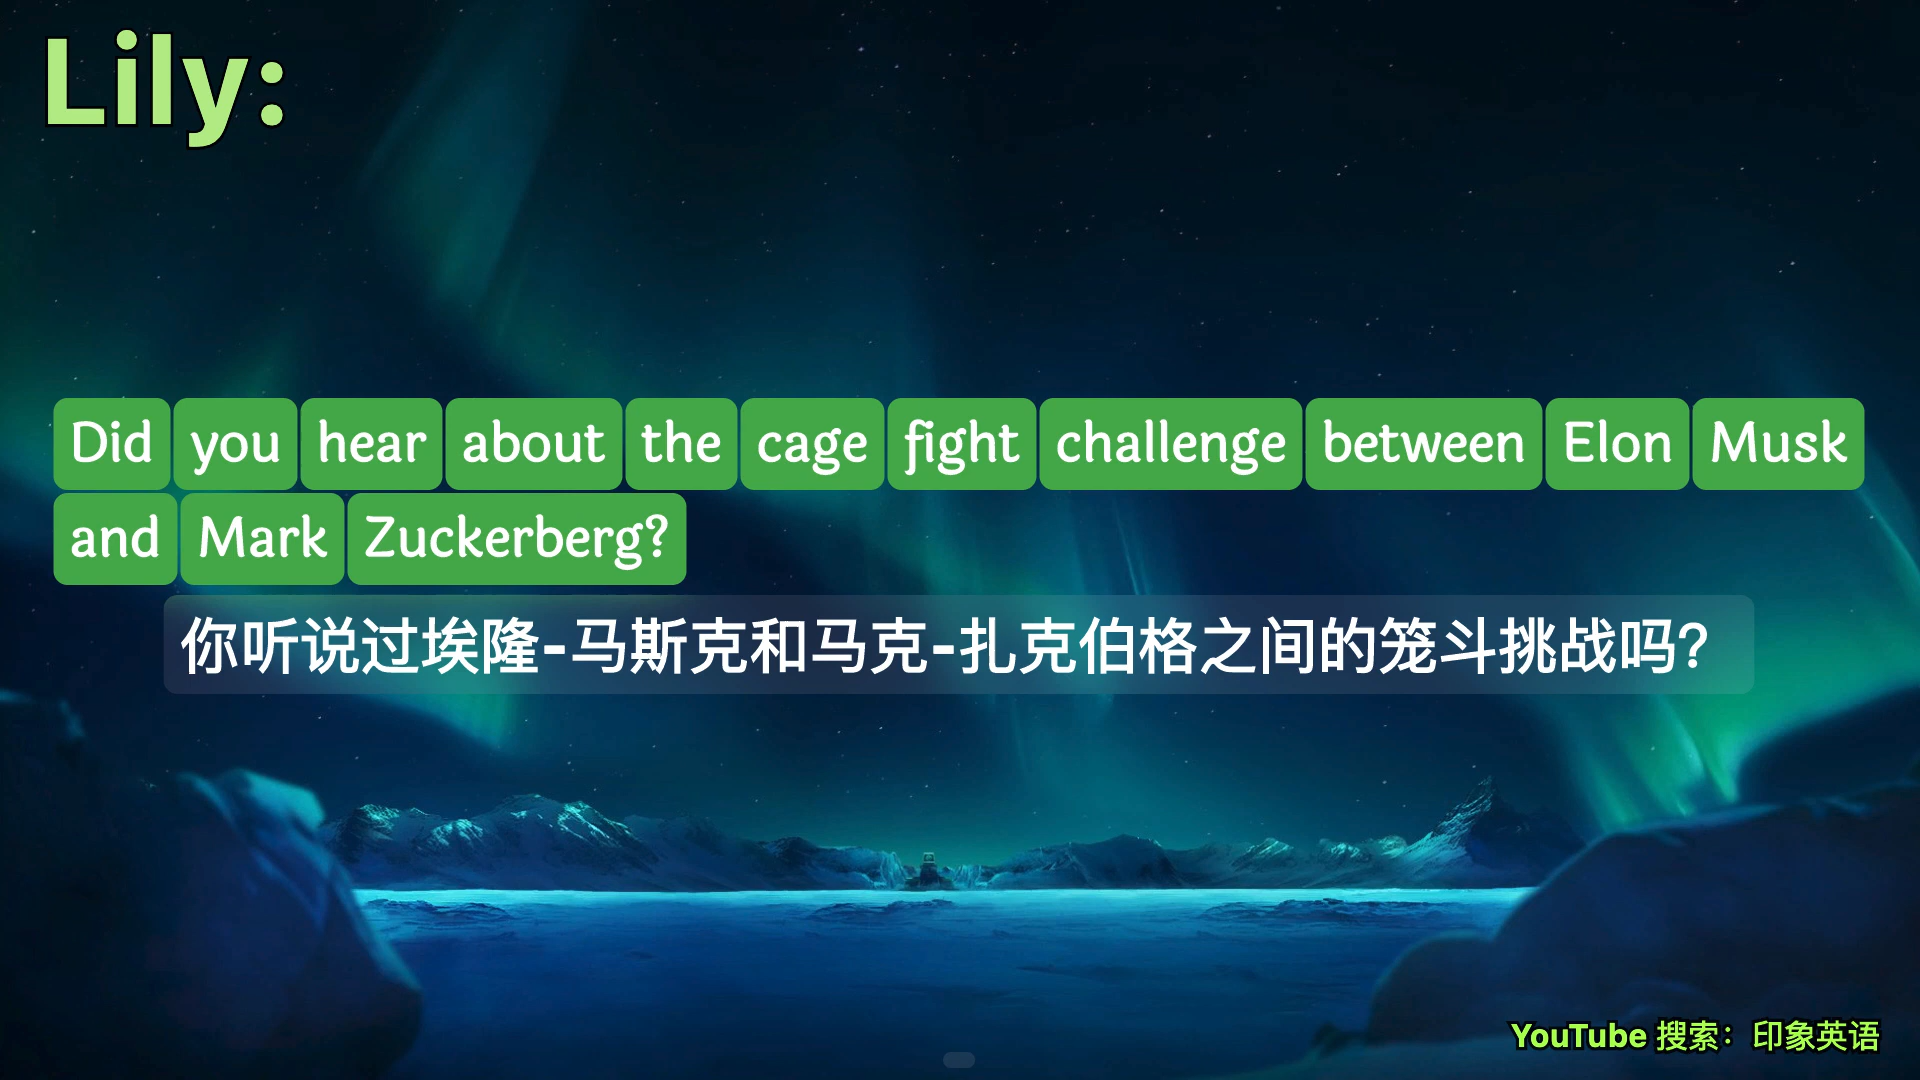 Lily:
Did you hear about the cage fight challenge between Elon Musk
and Mark Zuckerberg?
你听说过埃隆-马斯克和马克-扎克伯格之间的笼斗挑战吗？
YouTube 搜索：印象英语